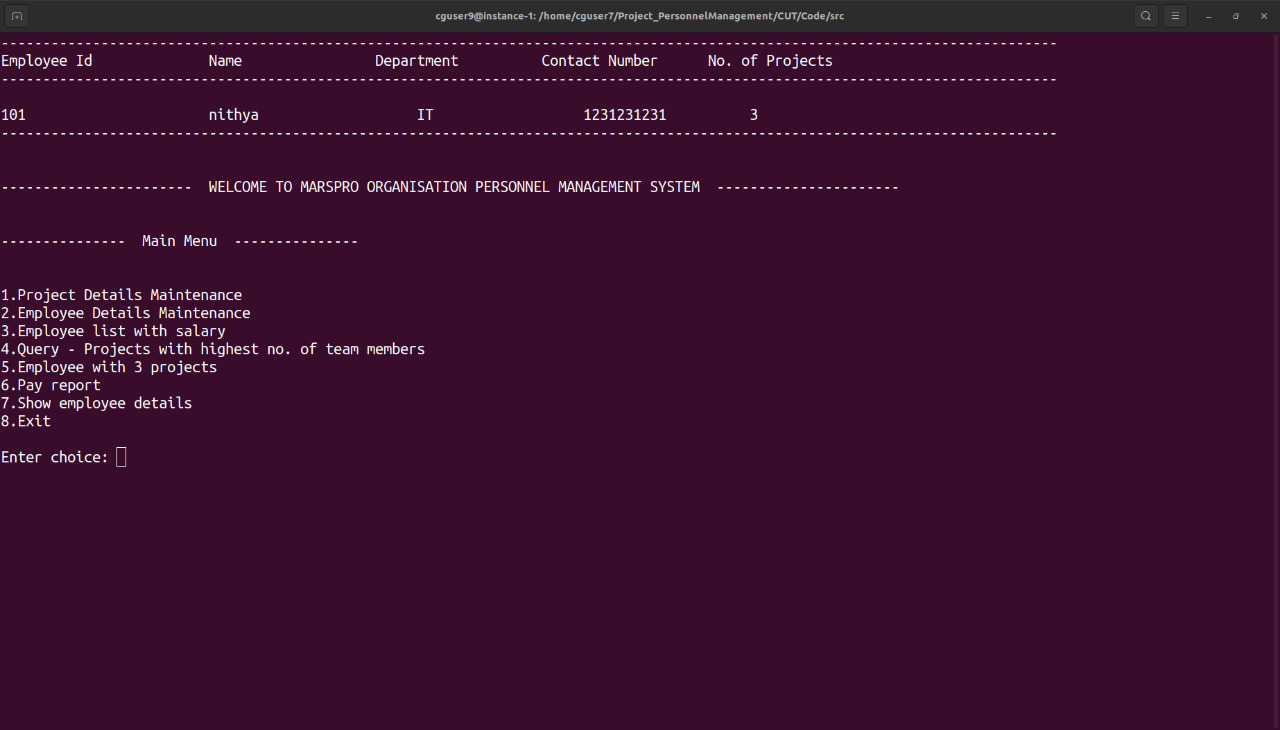 cguser9@instance-1: /home/cguser7/Project_PersonnelManagement/CUT/Code/src
--------------------------------------------------------------------------------------------------------------------------------
Employee Id              Name                Department          Contact Number      No. of Projects
--------------------------------------------------------------------------------------------------------------------------------
101                      nithya                   IT                  1231231231          3
--------------------------------------------------------------------------------------------------------------------------------
-----------------------  WELCOME TO MARSPRO ORGANISATION PERSONNEL MANAGEMENT SYSTEM  ----------------------
---------------  Main Menu  ---------------
1.Project Details Maintenance
2.Employee Details Maintenance
3.Employee list with salary
4.Query - Projects with highest no. of team members
5.Employee with 3 projects
6.Pay report
7.Show employee details
8.Exit
Enter choice: